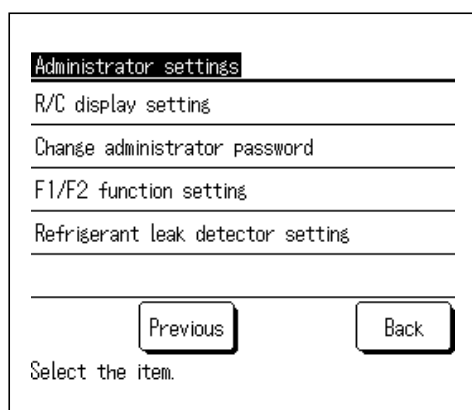 Administrator settings
R/C display setting
Change administrator password
F1/F2 function setting
Refrigerant leak detector setting
Previous Back
Select the item.